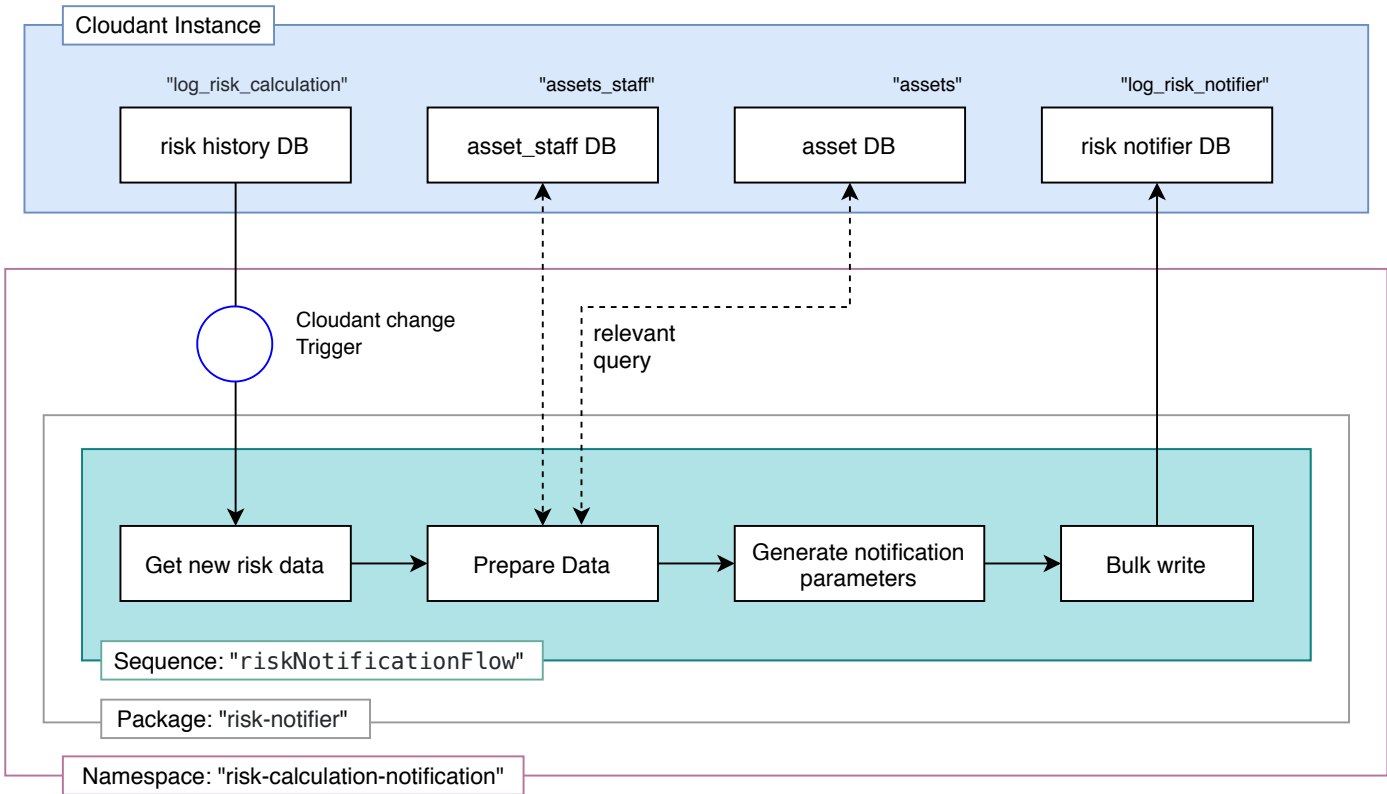 Cloudant Instance
"log_risk_calculation"
"assets_staff"
"assets"
"log_risk_notifier"
risk history DB
asset_staff DB
asset DB
risk notifier DB
Cloudant change
Trigger
relevant
query
Get new risk data
Prepare Data
Generate notification
parameters
Bulk write
Sequence: "riskNotificationFlow"
Package: "risk-notifier"
Namespace: "risk-calculation-notification"